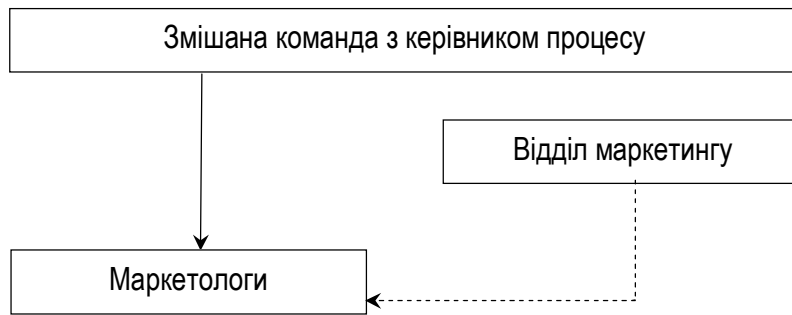 Змішана команда з керівником процесу
Відділ маркетингу
Маркетологи